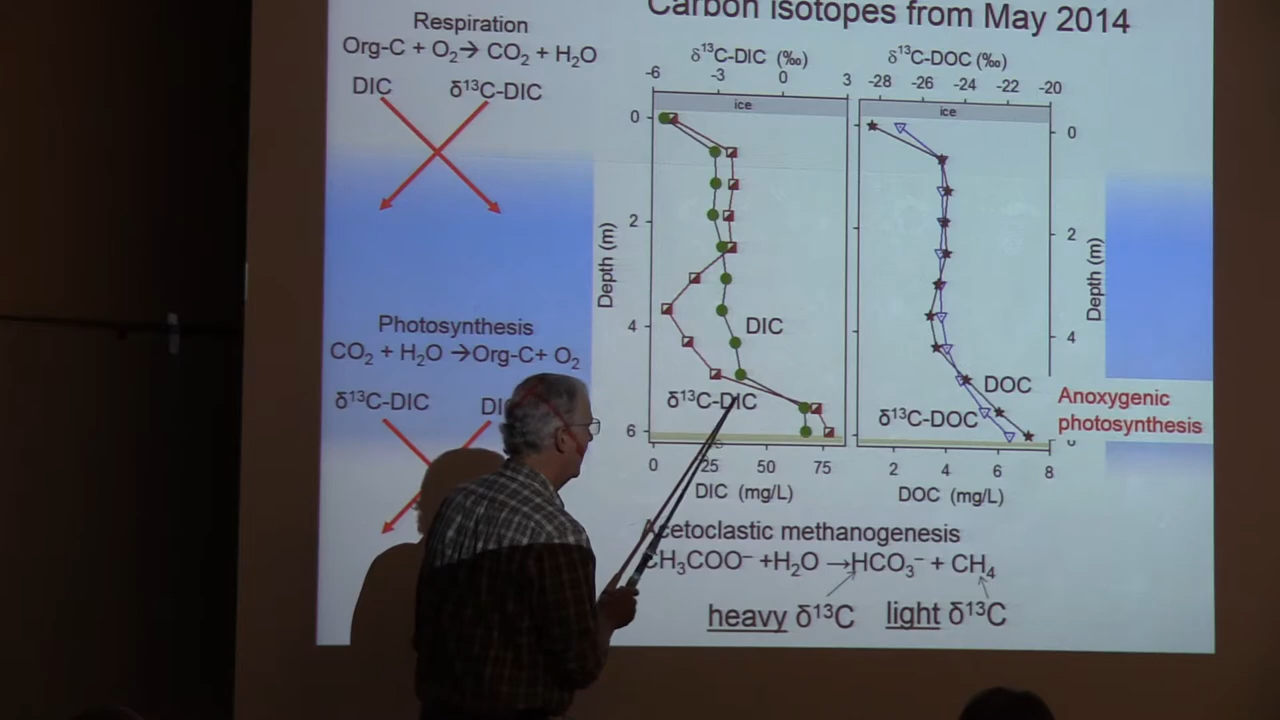 Carbon isotopes from May 2014
Respiration
Org-C + O₂→ CO₂ + H₂O
DIC δ¹³C-DIC
Photosynthesis
CO₂ + H₂O →Org-C+ O₂
δ¹³C-DIC
δ¹³C-DIC (‰)
-6 -3 0 3
ice
Depth (m)
0
2
4
6
DIC
δ¹³C-DIC
0 25 50 75
DIC (mg/L)
δ¹³C-DOC (‰)
-28 -26 -24 -22 -20
ice
0
2
4
Depth (m)
DOC
δ¹³C-DOC
2 4 6 8
DOC (mg/L)
Anoxygenic
photosynthesis
Acetoclastic methanogenesis
CH₃COO⁻ +H₂O →HCO₃⁻ + CH₄
heavy δ¹³C light δ¹³C